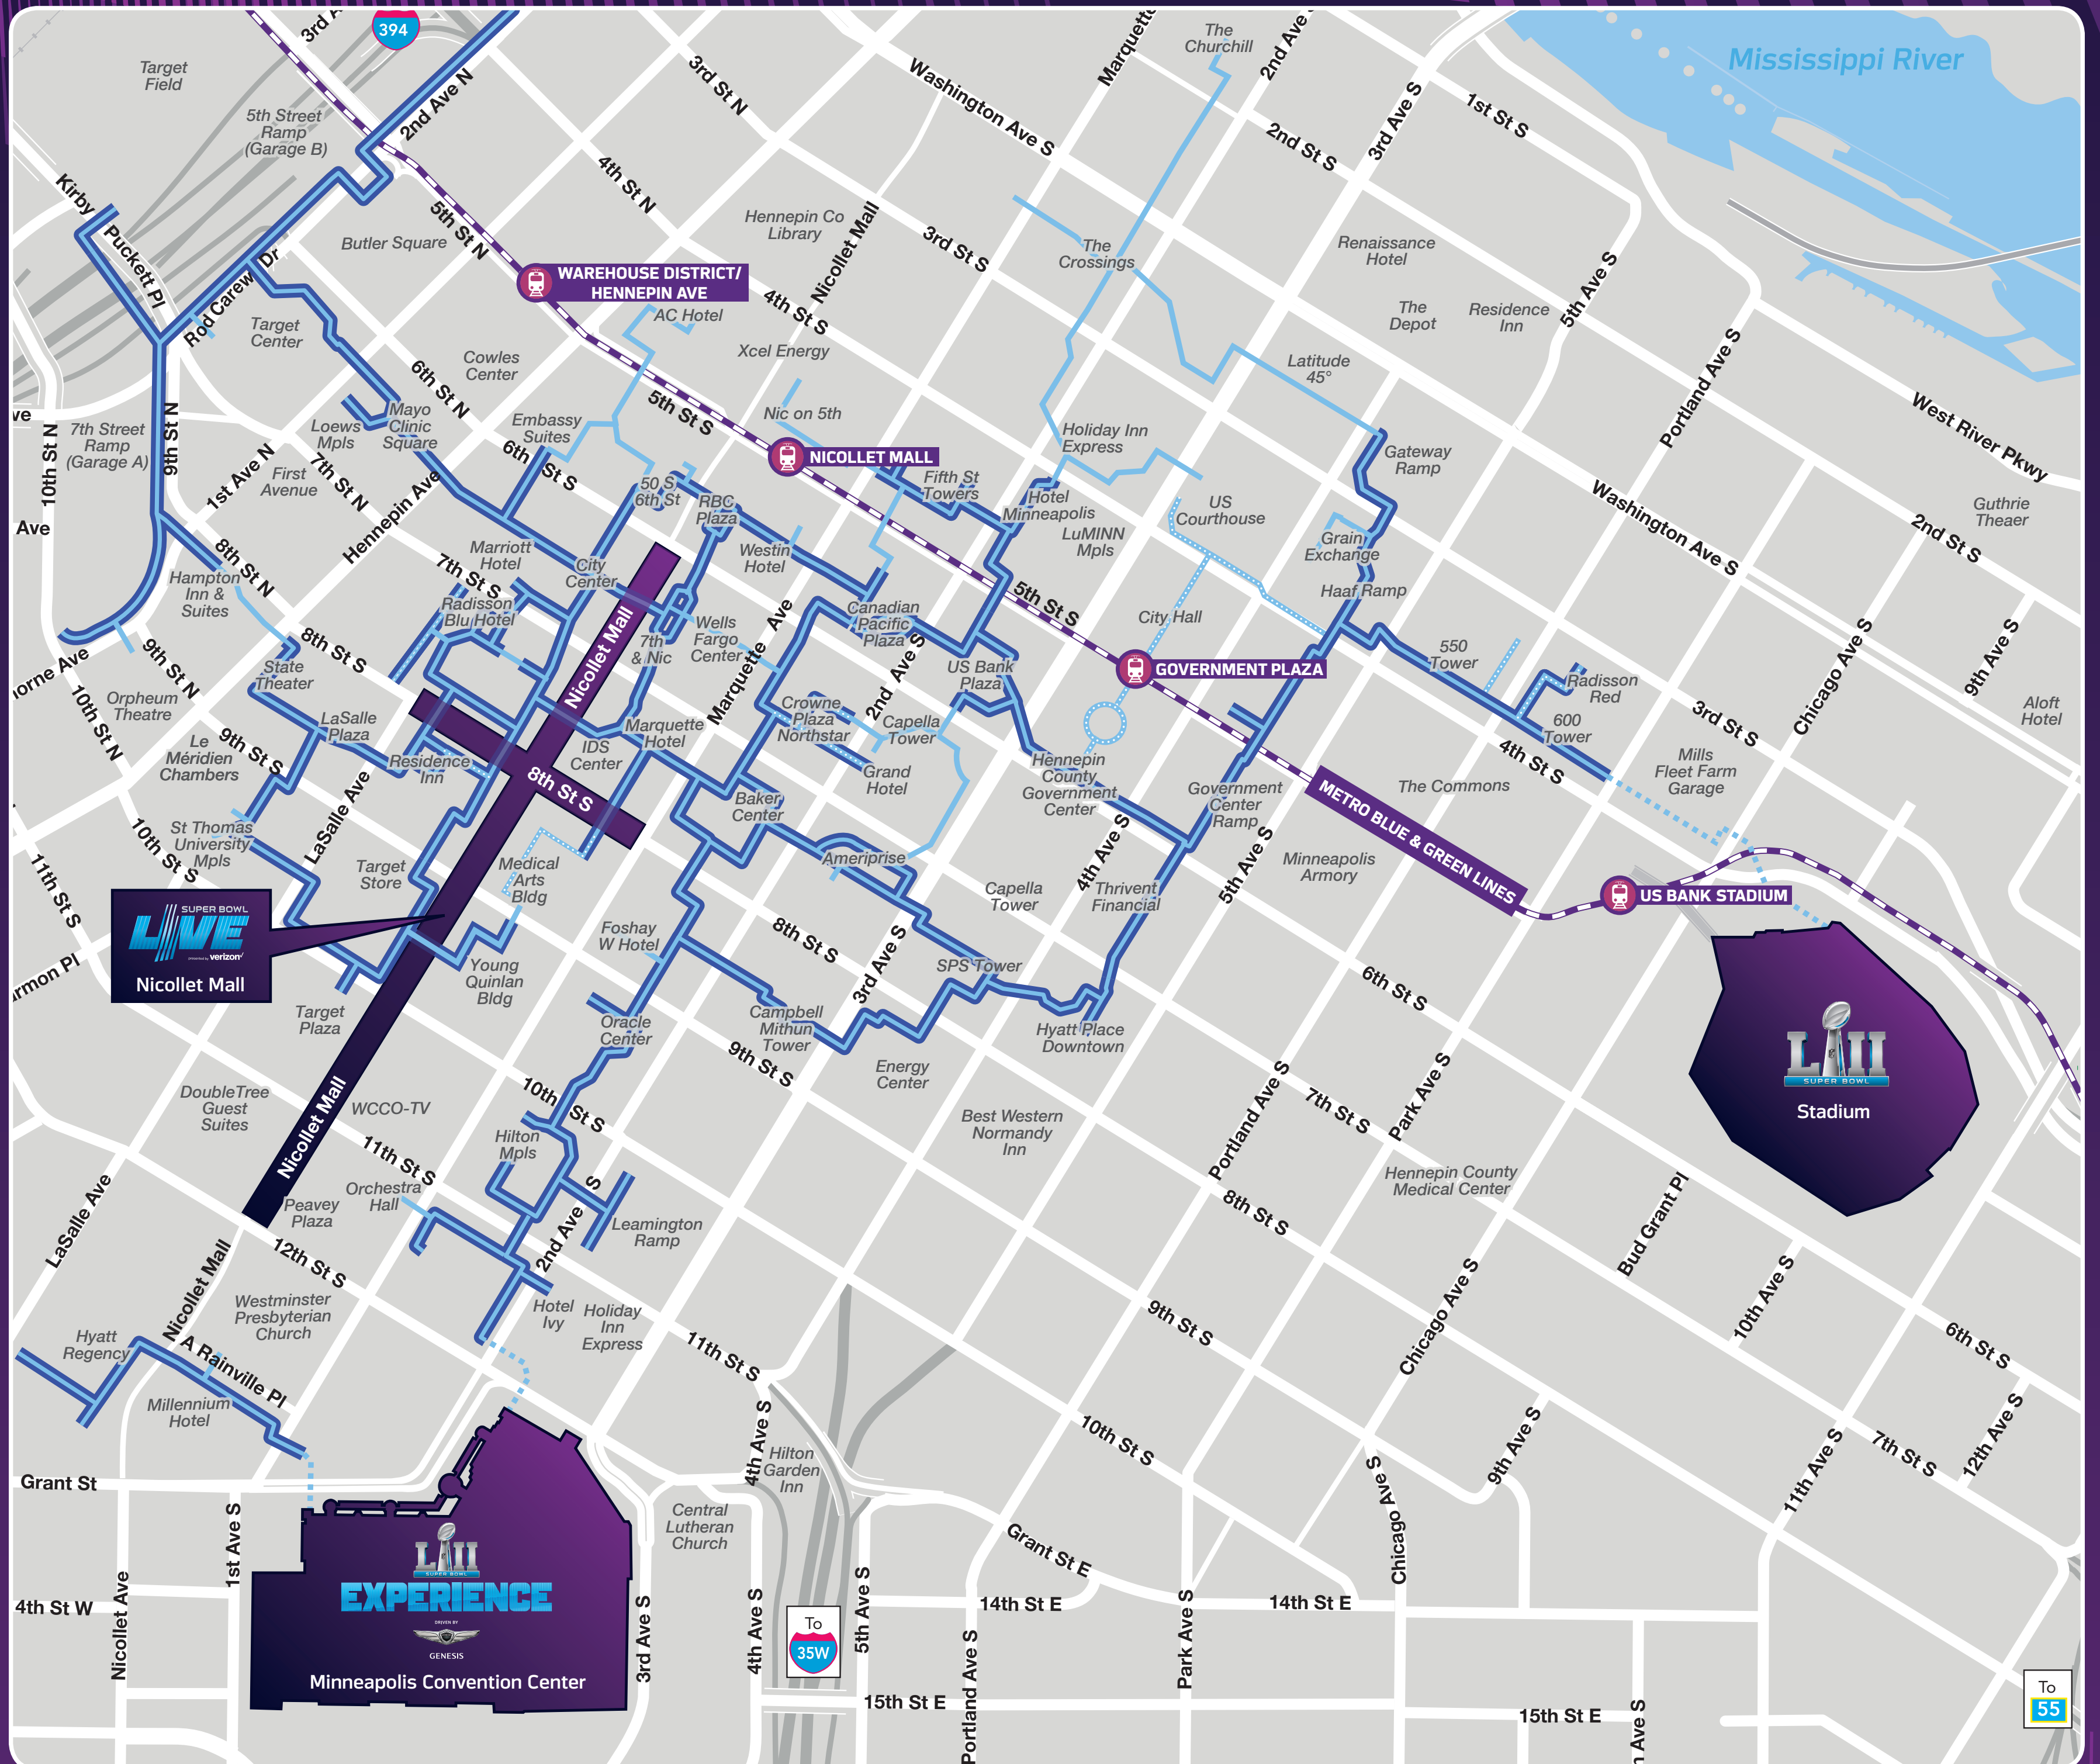 394
3rd A
Target
Field
5th Street
Ramp
(Garage B)
2nd Ave N
3rd St N
Washington Ave S
Marquette
The
Churchill
2nd Ave
3rd Ave S
1st St S
2nd St S
Mississippi River
Kirby
Puckett Pl
4th St N
5th St N
Butler Square
Hennepin Co
Library
Nicollet Mall
3rd St S
The
Crossings
Renaissance
Hotel
5th Ave S
Rod Carew Dr
Target
Center
WAREHOUSE DISTRICT/
HENNEPIN AVE
AC Hotel
4th St S
Xcel Energy
The
Depot
Residence
Inn
Portland Ave S
Latitude
45°
Cowles
Center
6th St N
ve
7th Street
Ramp
(Garage A)
10th St N
9th St N
Loews
Mpls
Mayo
Clinic
Square
Embassy
Suites
5th St S
Nic on 5th
Holiday Inn
Express
Gateway
Ramp
West River Pkwy
1st Ave N
First
Avenue
7th St N
Hennepin Ave
6th St S
50 S
6th St
RBC
Plaza
NICOLLET MALL
Fifth St
Towers
Hotel
Minneapolis
LuMINN
Mpls
US
Courthouse
Grain
Exchange
Washington Ave S
Guthrie
Theaer
2nd St S
Ave
8th St N
Hampton
Inn &
Suites
Marriott
Hotel
7th St S
City
Center
Westin
Hotel
5th St S
Haaf Ramp
City Hall
Radisson
Blu Hotel
Nicollet Mall
7th
& Nic
Wells
Fargo
Center
Marquette Ave
Canadian
Pacific
Plaza
2nd Ave S
US Bank
Plaza
GOVERNMENT PLAZA
550
Tower
Radisson
Red
600
Tower
3rd St S
Chicago Ave S
9th Ave S
Aloft
Hotel
orne Ave
9th St N
8th St S
State
Theater
10th St N
Orpheum
Theatre
LaSalle
Plaza
Le
Méridien
Chambers
9th St S
Residence
Inn
8th St S
IDS
Center
Marquette
Hotel
Crowne
Plaza
Northstar
Capella
Tower
Grand
Hotel
Hennepin
County
Government
Center
Government
Center
Ramp
METRO BLUE & GREEN LINES
The Commons
4th St S
Mills
Fleet Farm
Garage
Baker
Center
St Thomas
University
Mpls
LaSalle Ave
10th St S
11th St S
Target
Store
Medical
Arts
Bldg
Ameriprise
Capella
Tower
4th Ave S
Thrivent
Financial
5th Ave S
Minneapolis
Armory
US BANK STADIUM
SUPER BOWL
LIVE
presented by verizon
Nicollet Mall
armon Pl
Young
Quinlan
Bldg
Foshay
W Hotel
8th St S
3rd Ave S
SPS Tower
6th St S
Target
Plaza
Oracle
Center
Campbell
Mithun
Tower
Hyatt Place
Downtown
9th St S
Energy
Center
LII
SUPER BOWL
Stadium
DoubleTree
Guest
Suites
WCCO-TV
Nicollet Mall
10th St S
Hilton
Mpls
Best Western
Normandy
Inn
Portland Ave S
7th St S
Park Ave S
11th St S
Orchestra
Hall
Peavey
Plaza
2nd Ave S
Leamington
Ramp
Hennepin County
Medical Center
8th St S
Bud Grant Pl
LaSalle Ave
12th St S
Nicollet Mall
Westminster
Presbyterian
Church
Hotel
Ivy
Holiday
Inn
Express
9th St S
Chicago Ave S
10th Ave S
6th St S
Hyatt
Regency
A Rainville Pl
Millennium
Hotel
11th St S
10th St S
4th Ave S
Hilton
Garden
Inn
9th Ave S
7th St S
12th Ave S
11th Ave S
Grant St
1st Ave S
Central
Lutheran
Church
Grant St E
Chicago Ave S
LII
SUPER BOWL
EXPERIENCE
DRIVEN BY
GENESIS
Minneapolis Convention Center
4th St W
Nicollet Ave
3rd Ave S
4th Ave S
To
35W
5th Ave S
14th St E
Portland Ave S
Park Ave S
14th St E
15th St E
15th St E
Ave S
To
55